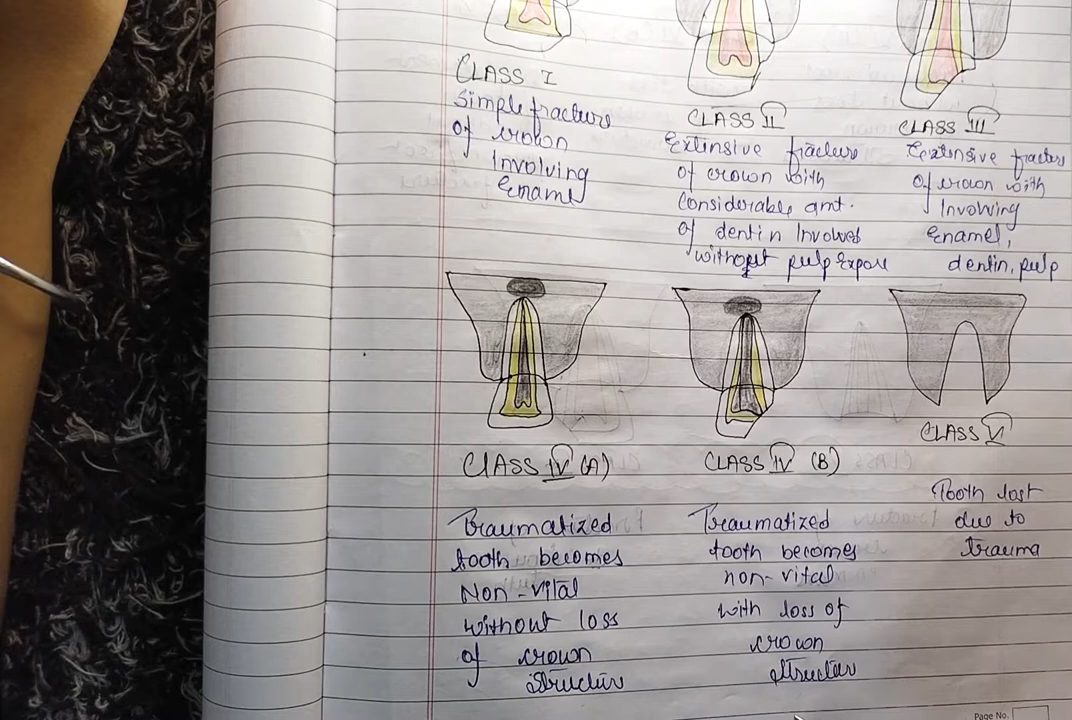 CLASS I
Simple fracture
of crown
Involving
Enamel
CLASS II
Extensive fracture
of crown with
Considerable amt.
of dentin Involves
without pulp Expose
CLASS III
Extensive fracture
of crown with
Involving
Enamel,
dentin, pulp
CLASS IV (A)
Traumatized
tooth becomes
Non-vital
without loss
of crown
structure
CLASS IV (B)
Traumatized
tooth becomes
non-vital
with loss of
crown
structure
CLASS V
Tooth lost
due to
trauma
Page No.